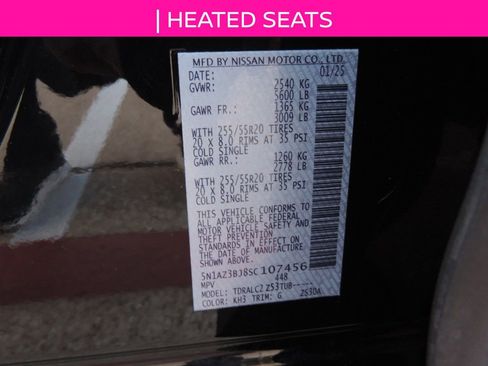 | HEATED SEATS
MFD BY NISSAN MOTOR CO., LTD.
DATE: 01/25
GVWR: 2540 KG
5600 LB
GAWR FR.: 1365 KG
3009 LB
WITH 255/55R20 TIRES
20 X 8.0 RIMS AT 35 PSI
COLD SINGLE
GAWR RR.: 1260 KG
2778 LB
WITH 255/55R20 TIRES
20 X 8.0 RIMS AT 35 PSI
COLD SINGLE
THIS VEHICLE CONFORMS TO
ALL APPLICABLE FEDERAL
MOTOR VEHICLE SAFETY AND
THEFT PREVENTION
STANDARDS IN EFFECT ON
THE DATE OF MANUFACTURE
5N1AZ3BJ8SC107456
448
MPV
MODEL: TDRALC2 Z53TUB-----
COLOR: KH3 TRIM: G 2530A